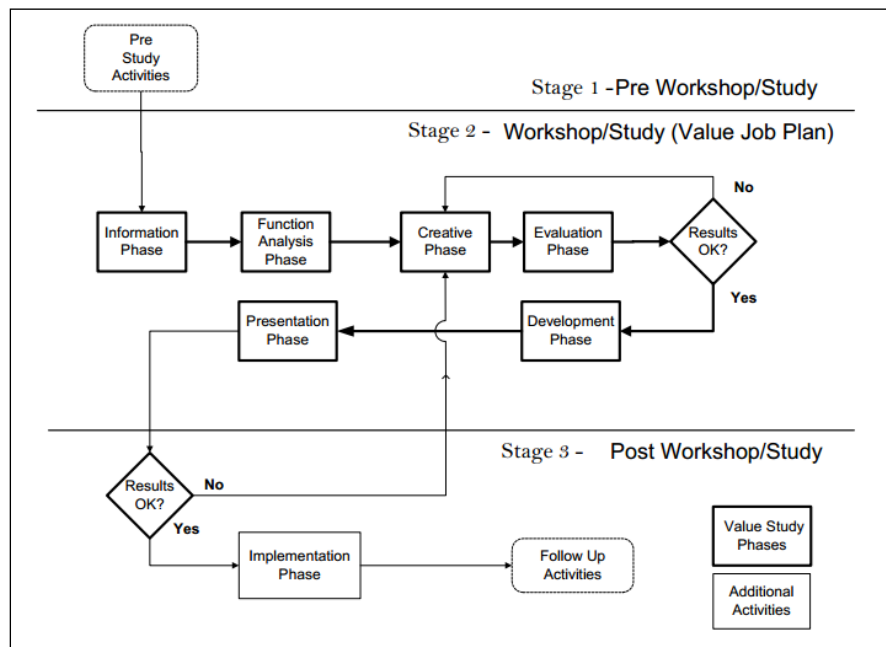 Pre
Study
Activities
Stage 1 -Pre Workshop/Study
Stage 2 - Workshop/Study (Value Job Plan)
No
Information
Phase
Function
Analysis
Phase
Creative
Phase
Evaluation
Phase
Results
OK?
Yes
Presentation
Phase
Development
Phase
Stage 3 - Post Workshop/Study
Results
OK?
No
Yes
Implementation
Phase
Follow Up
Activities
Value Study
Phases
Additional
Activities